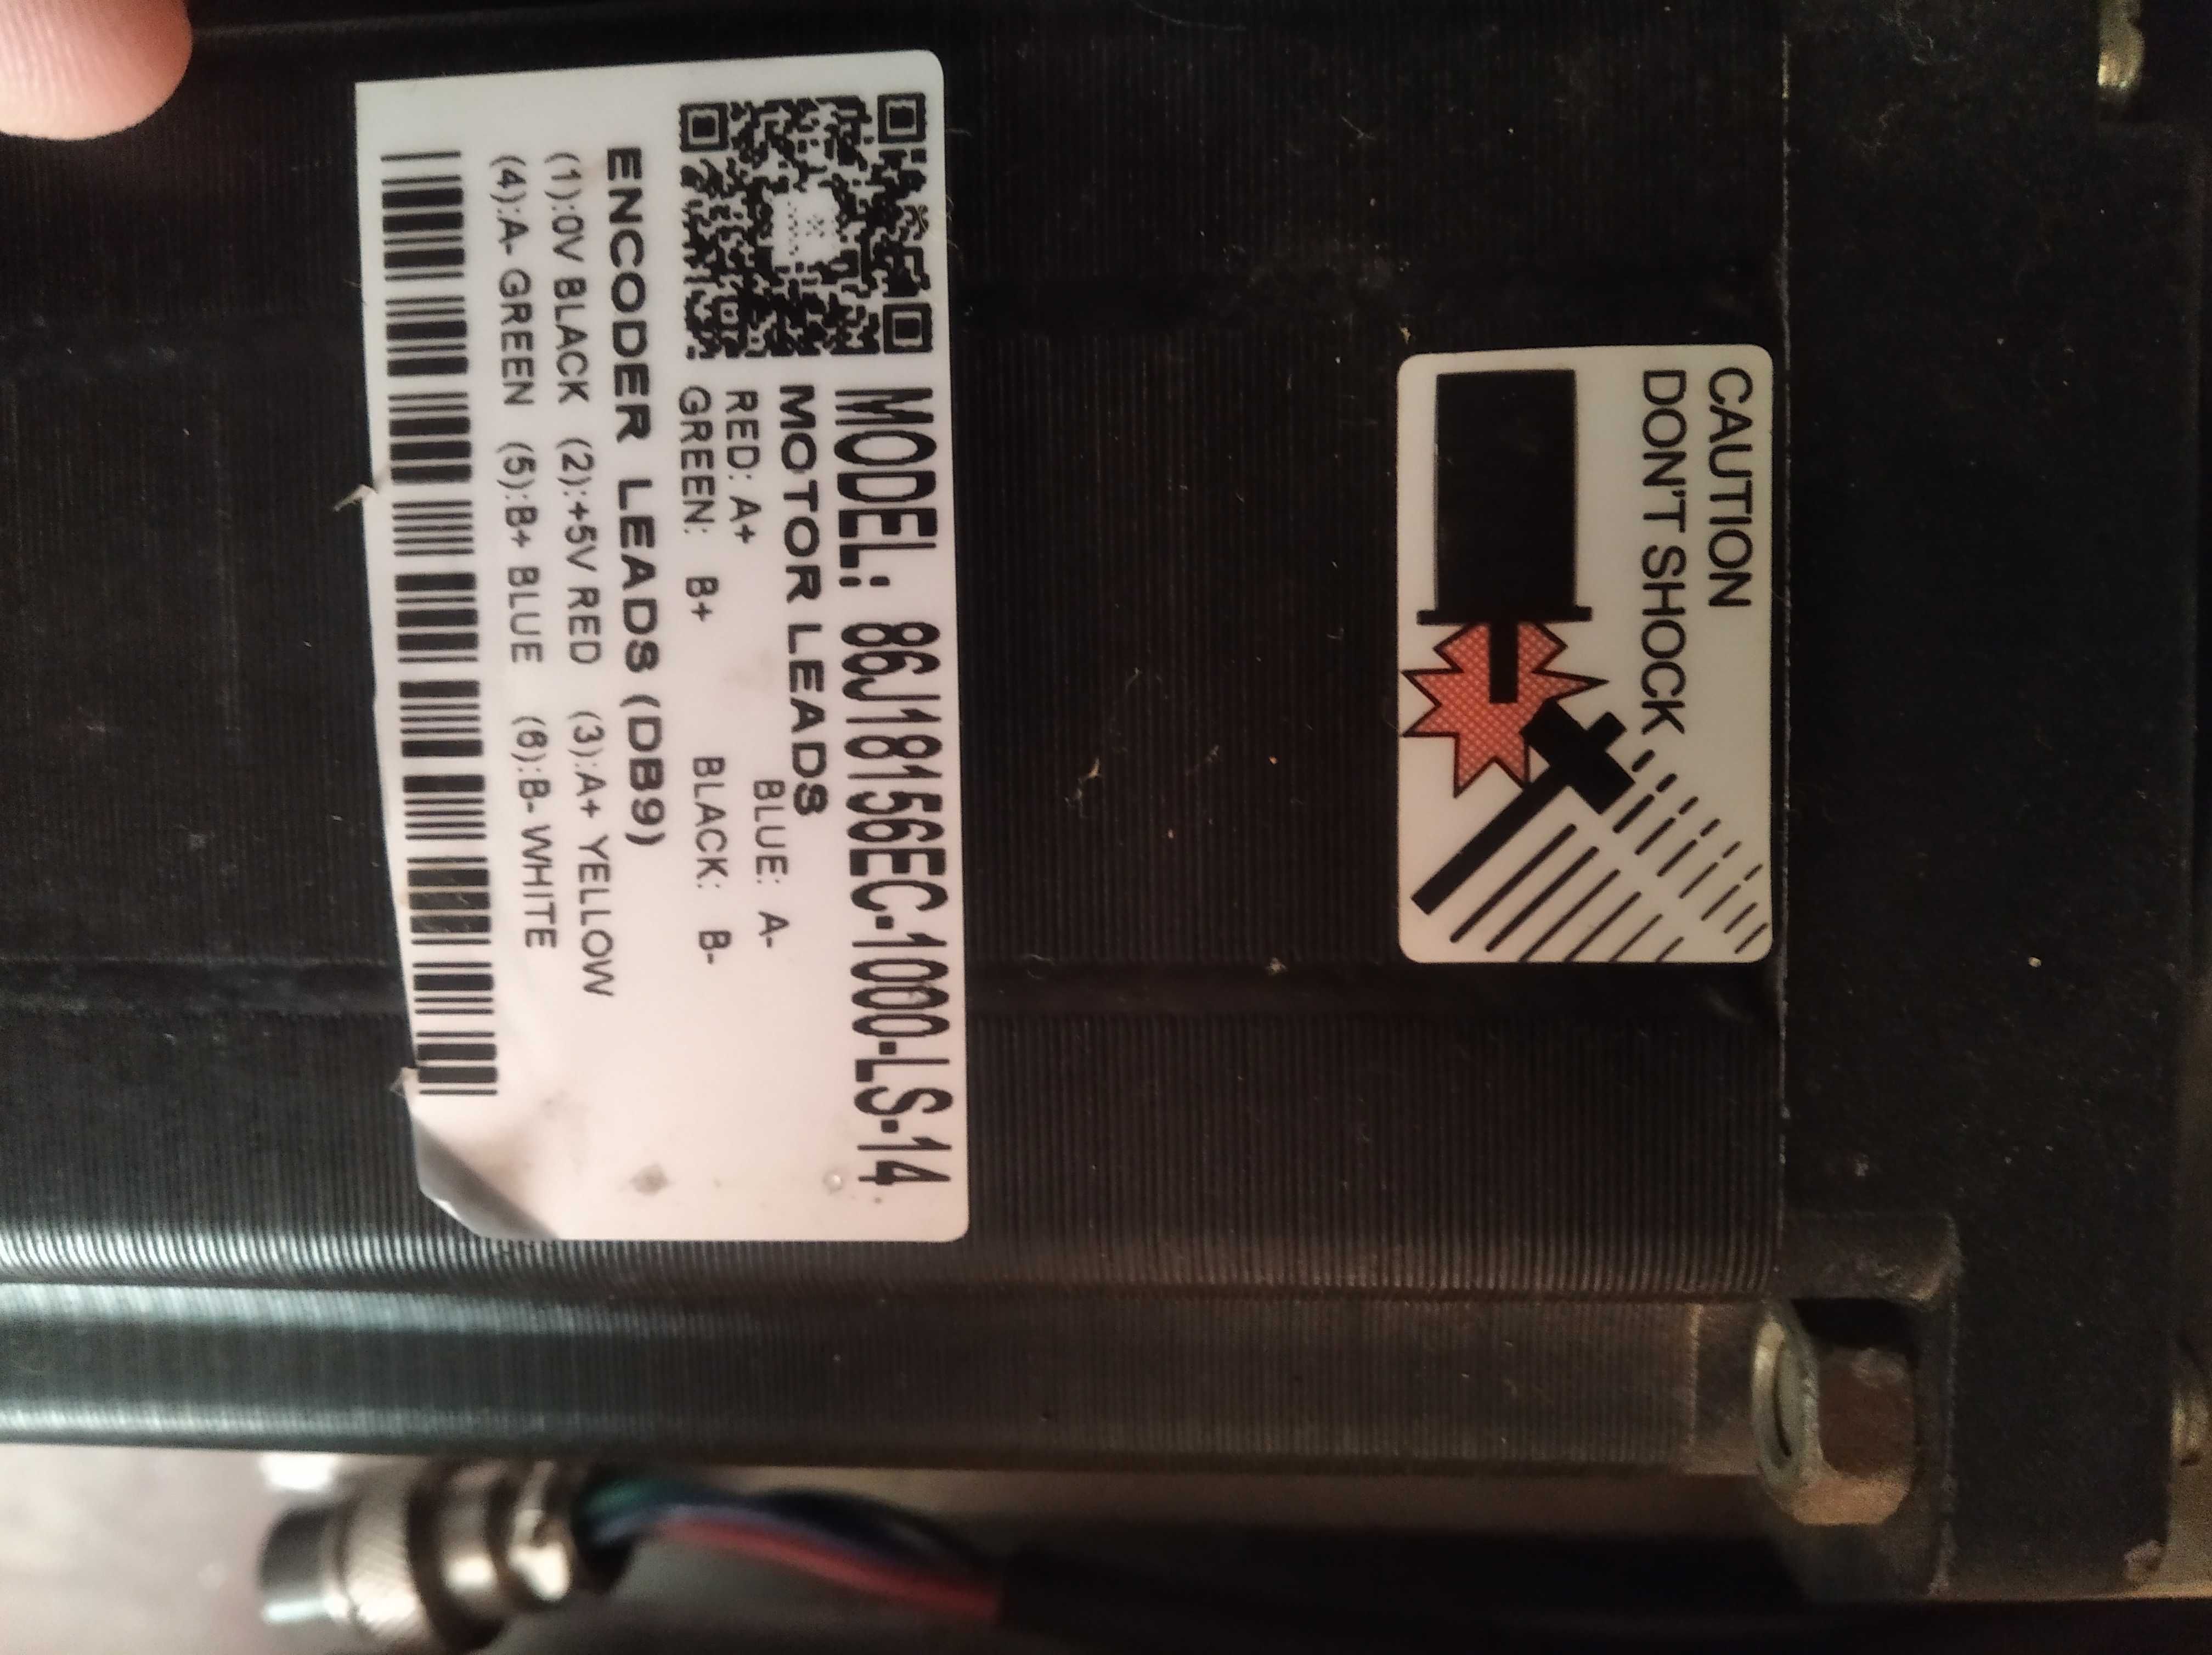 MODEL: 86J18156EC-1000-LS-14
MOTOR LEADS
RED: A+ BLUE: A-
GREEN: B+ BLACK: B-
ENCODER LEADS (DB9)
(1):0V BLACK (2):+5V RED (3):A+ YELLOW
(4):A- GREEN (5):B+ BLUE (6):B- WHITE
CAUTION
DON'T SHOCK